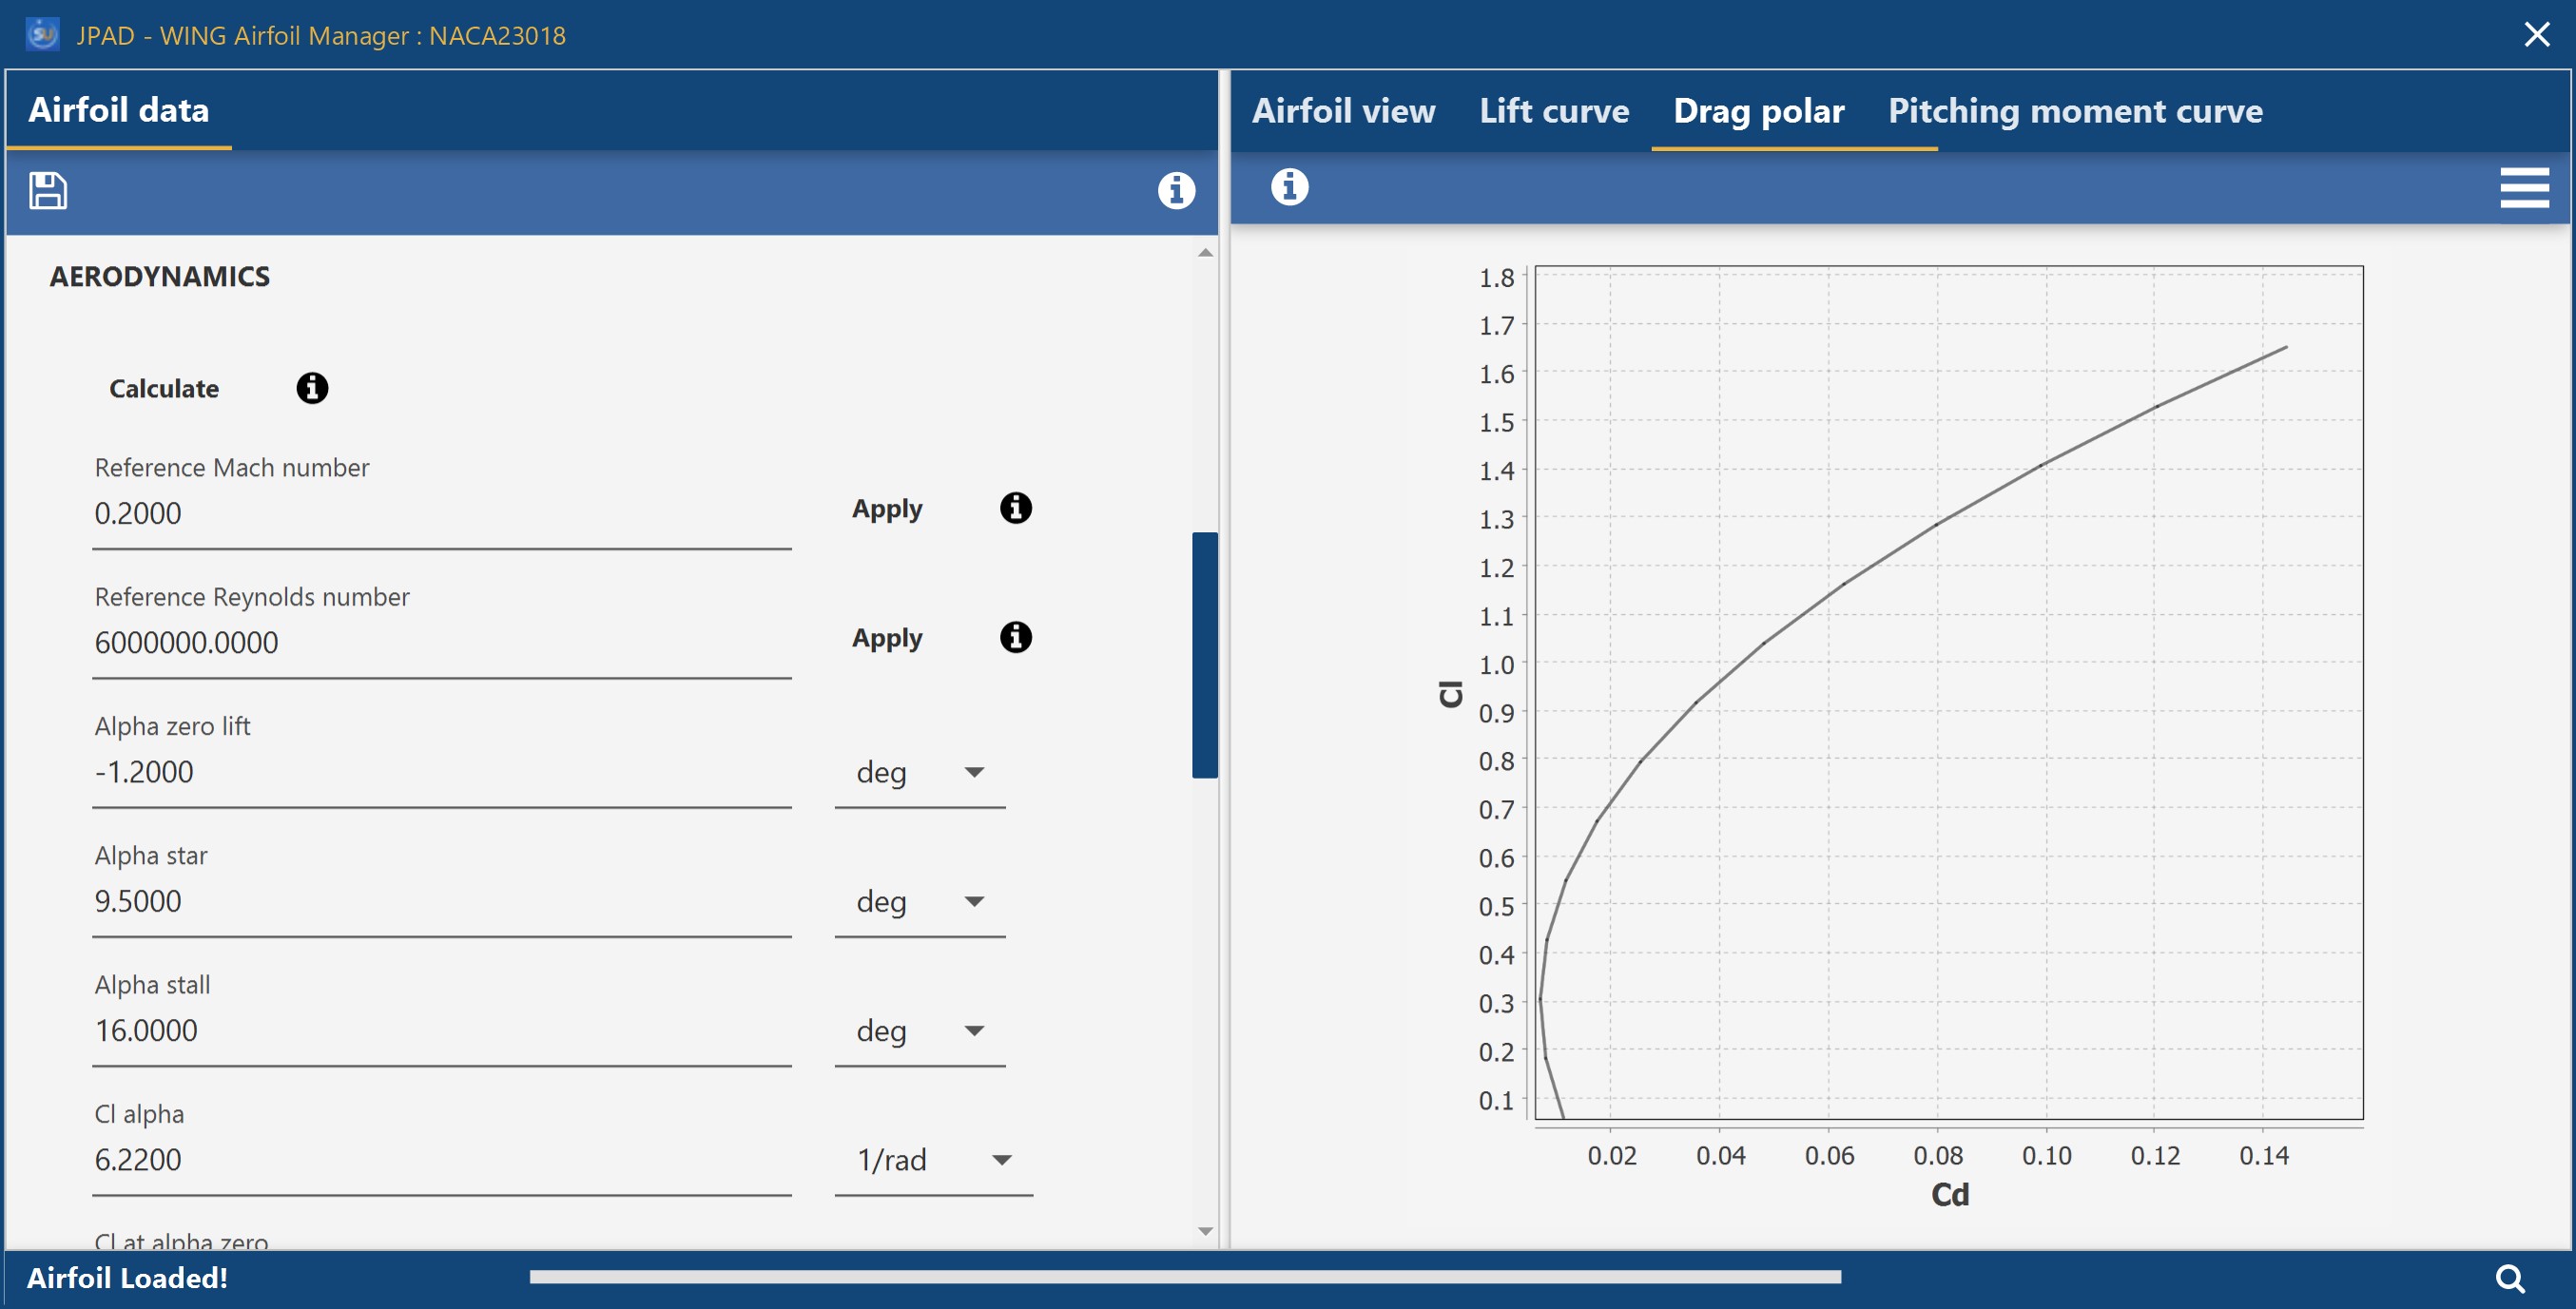 JPAD - WING Airfoil Manager : NACA23018
Airfoil data
AERODYNAMICS
Calculate
Reference Mach number
0.2000
Apply
Reference Reynolds number
6000000.0000
Apply
Alpha zero lift
-1.2000
deg
Alpha star
9.5000
deg
Alpha stall
16.0000
deg
Cl alpha
6.2200
1/rad
Cl at alpha zero
Airfoil view Lift curve Drag polar Pitching moment curve
1.8
1.7
1.6
1.5
1.4
1.3
1.2
1.1
1.0
0.9
0.8
0.7
0.6
0.5
0.4
0.3
0.2
0.1
Cl
0.02 0.04 0.06 0.08 0.10 0.12 0.14
Cd
Airfoil Loaded!